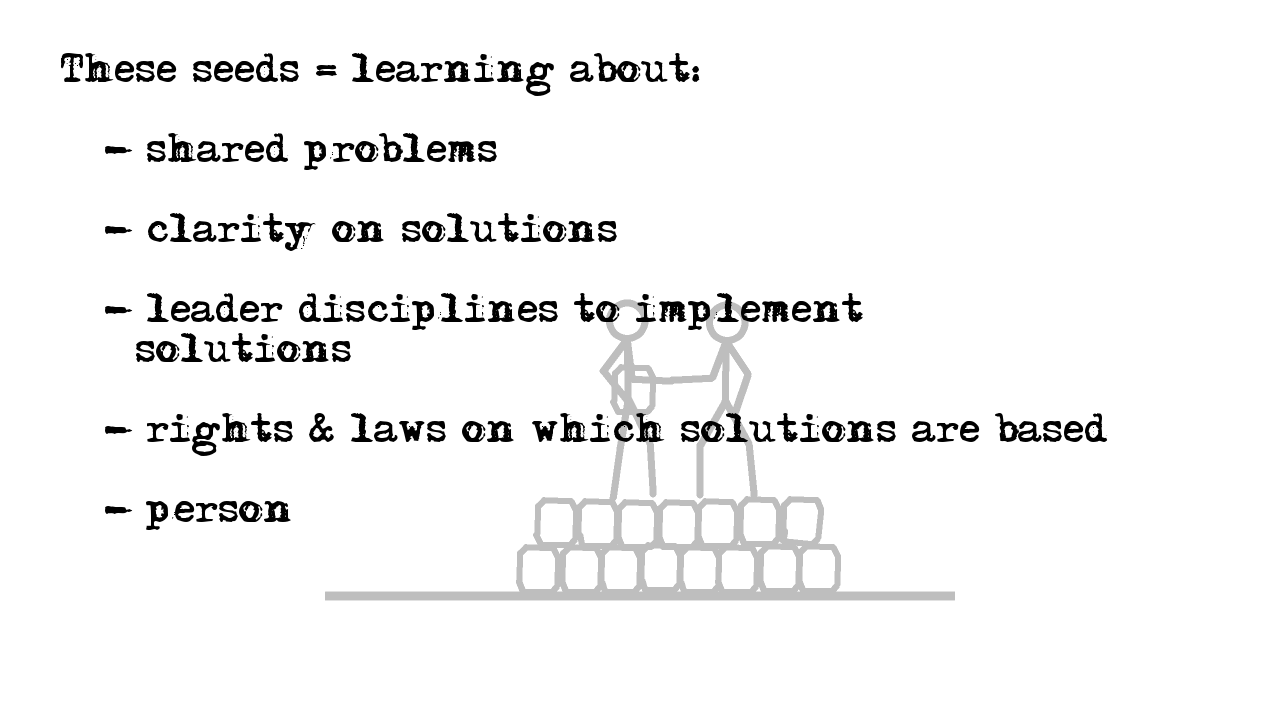 These seeds = learning about:
- shared problems
- clarity on solutions
- leader disciplines to implement
solutions
- rights & laws on which solutions are based
- person